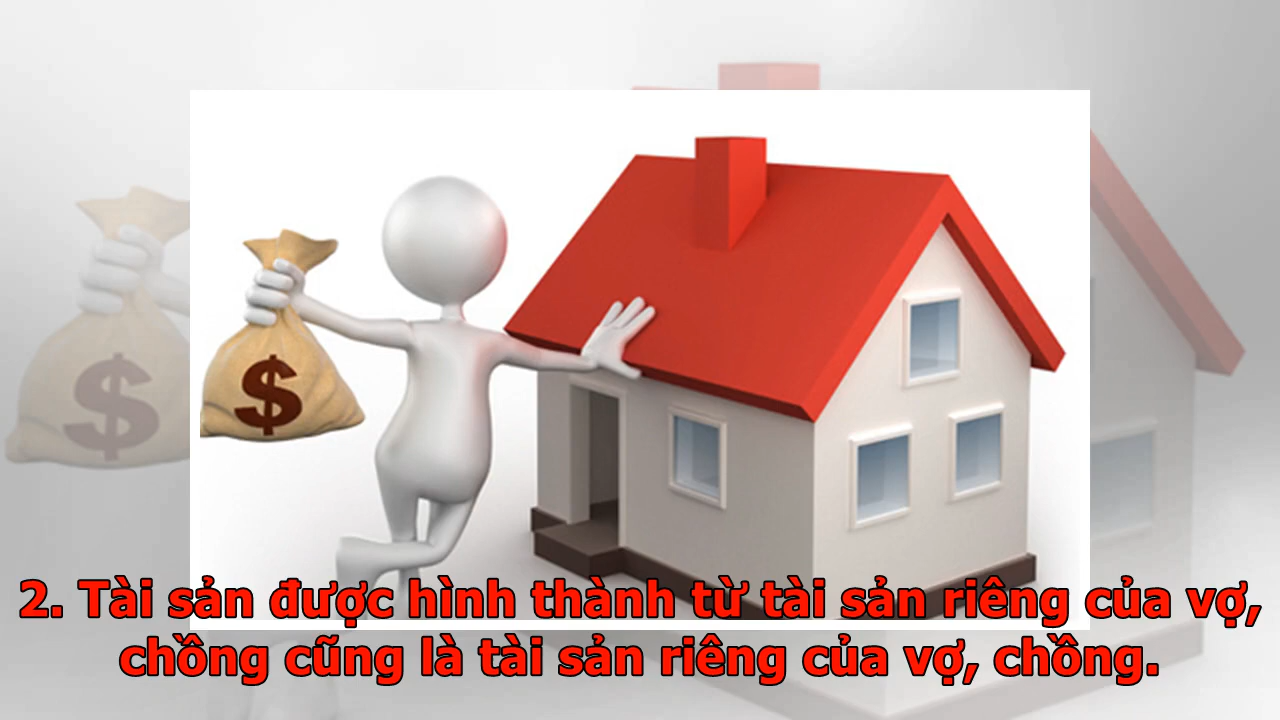 $
$
2. Tài sản được hình thành từ tài sản riêng của vợ,
chồng cũng là tài sản riêng của vợ, chồng.